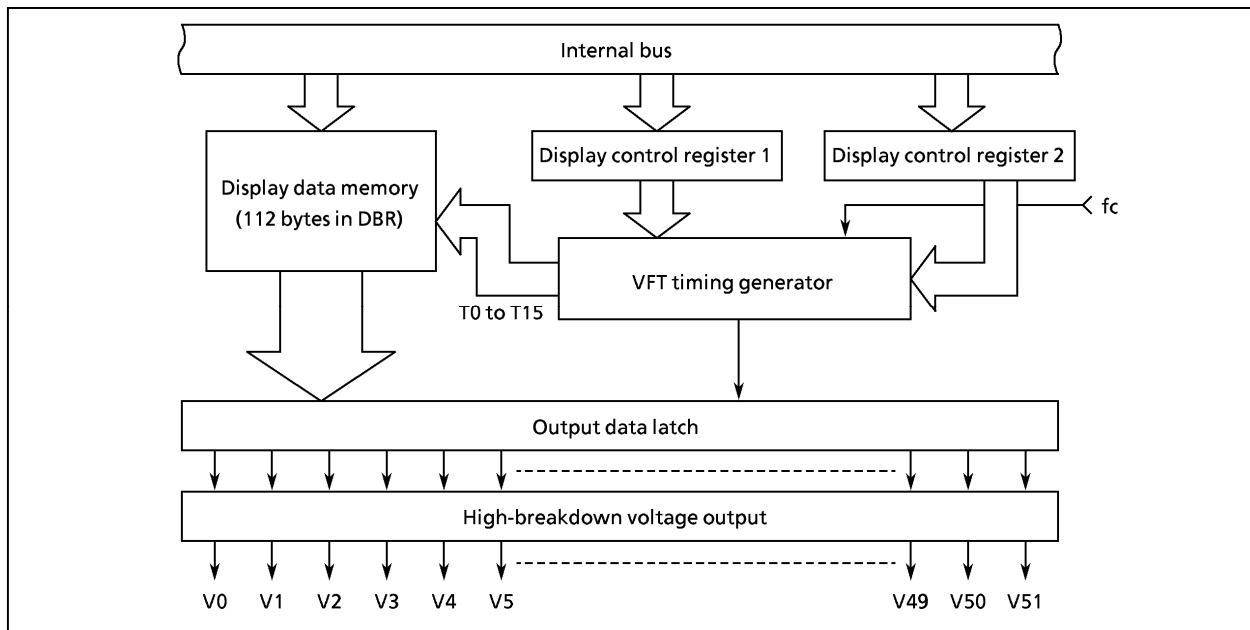 Internal bus
Display data memory
(112 bytes in DBR)
Display control register 1
Display control register 2
fc
VFT timing generator
T0 to T15
Output data latch
High-breakdown voltage output
V0 V1 V2 V3 V4 V5 V49 V50 V51